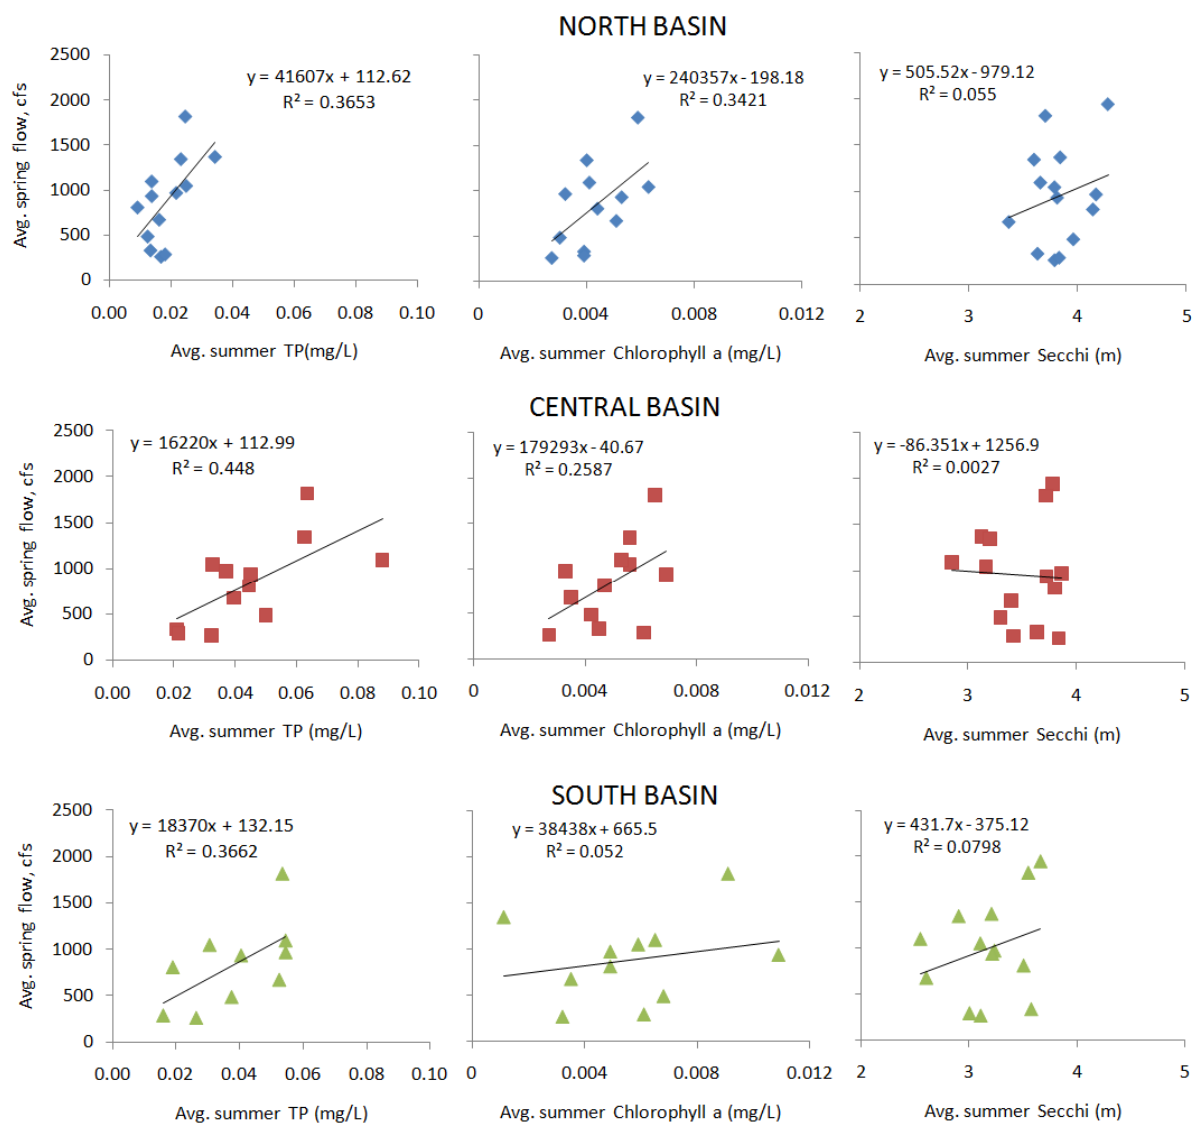 NORTH BASIN
Avg. spring flow, cfs
2500
2000
1500
1000
500
0
y = 41607x + 112.62
R² = 0.3653
0.00 0.02 0.04 0.06 0.08 0.10
Avg. summer TP(mg/L)
y = 240357x - 198.18
R² = 0.3421
0 0.004 0.008 0.012
Avg. summer Chlorophyll a (mg/L)
y = 505.52x - 979.12
R² = 0.055
2 3 4 5
Avg. summer Secchi (m)
CENTRAL BASIN
Avg. spring flow, cfs
2500
2000
1500
1000
500
0
y = 16220x + 112.99
R² = 0.448
0.00 0.02 0.04 0.06 0.08 0.10
Avg. summer TP (mg/L)
y = 179293x - 40.67
R² = 0.2587
0 0.004 0.008 0.012
Avg. summer Chlorophyll a (mg/L)
y = -86.351x + 1256.9
R² = 0.0027
2 3 4 5
Avg. summer Secchi (m)
SOUTH BASIN
Avg. spring flow, cfs
2500
2000
1500
1000
500
0
y = 18370x + 132.15
R² = 0.3662
0.00 0.02 0.04 0.06 0.08 0.10
Avg. summer TP (mg/L)
y = 38438x + 665.5
R² = 0.052
0 0.004 0.008 0.012
Avg. summer Chlorophyll a (mg/L)
y = 431.7x - 375.12
R² = 0.0798
2 3 4 5
Avg. summer Secchi (m)